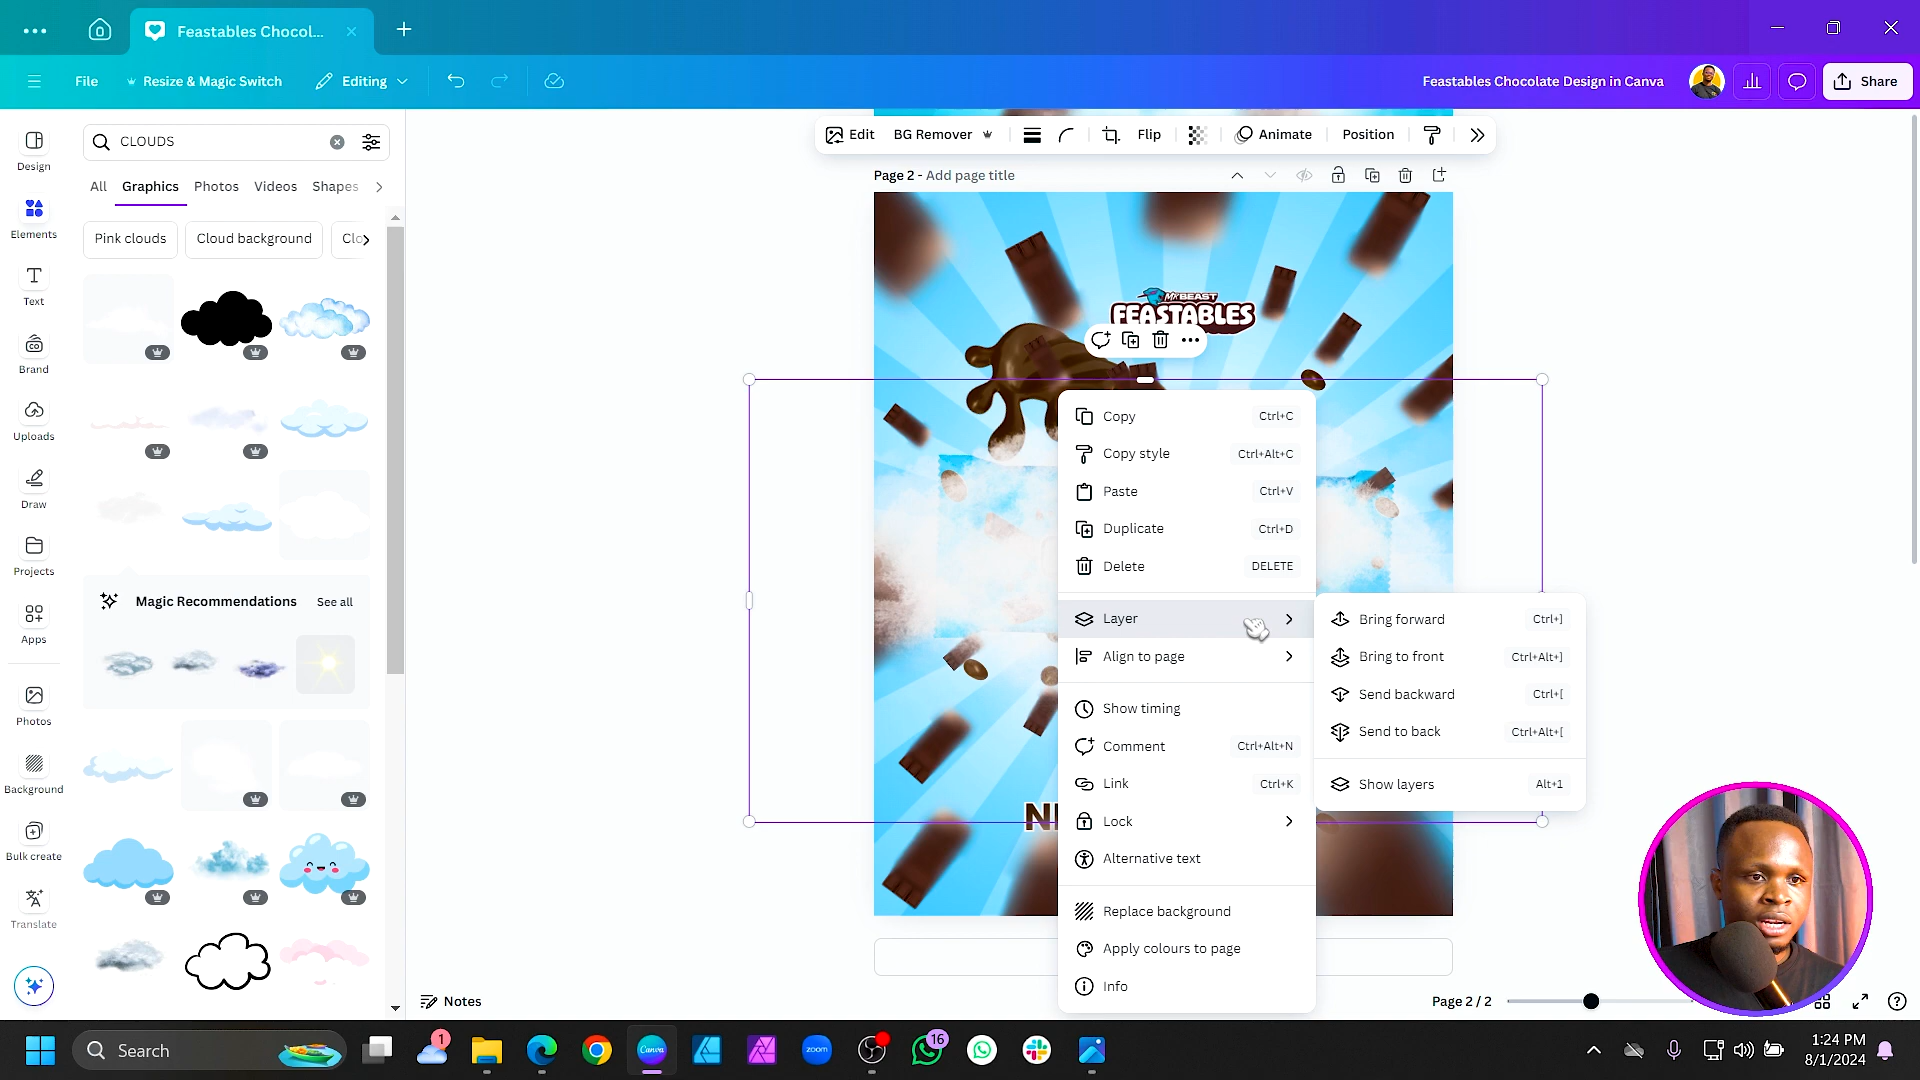 Feastables Chocol...
File
Resize & Magic Switch
Editing
Feastables Chocolate Design in Canva
Share
Design
Elements
Text
Brand
Uploads
Draw
Projects
Apps
Photos
Background
Bulk create
Translate
CLOUDS
All
Graphics
Photos
Videos
Shapes
Pink clouds
Cloud background
Clo
Magic Recommendations
See all
Edit
BG Remover
Flip
Animate
Position
Page 2 - Add page title
MRBEAST
FEASTABLES
Copy Ctrl+C
Copy style Ctrl+Alt+C
Paste Ctrl+V
Duplicate Ctrl+D
Delete DELETE
Layer
Align to page
Show timing
Comment Ctrl+Alt+N
Link Ctrl+K
Lock
Alternative text
Replace background
Apply colours to page
Info
Bring forward Ctrl+]
Bring to front Ctrl+Alt+]
Send backward Ctrl+[
Send to back Ctrl+Alt+[
Show layers Alt+1
Notes
Page 2 / 2
Search
1
Canva
zoom
16
1:24 PM
8/1/2024